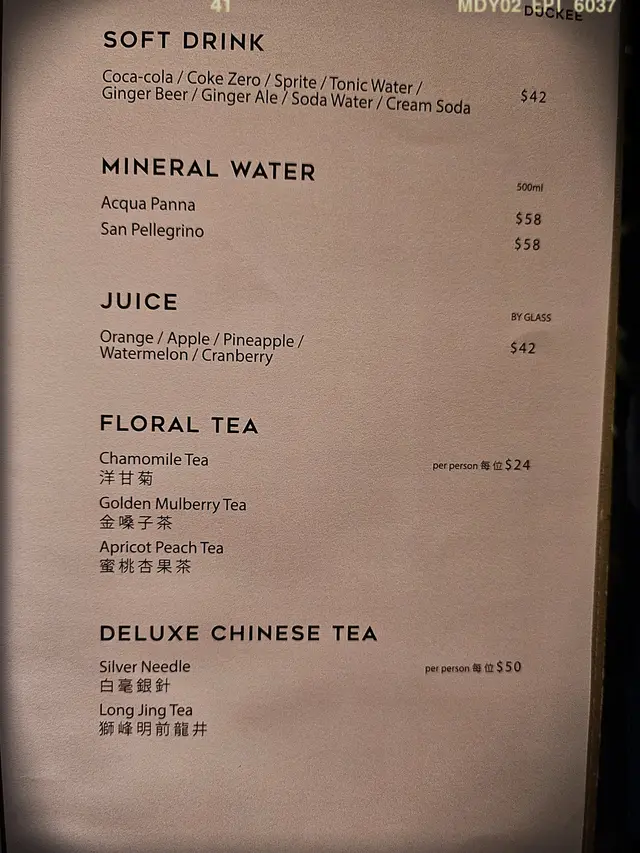 41
MDY02_EPI_6037
DUCKEE
SOFT DRINK
Coca-cola / Coke Zero / Sprite / Tonic Water /
Ginger Beer / Ginger Ale / Soda Water / Cream Soda
$42
MINERAL WATER
500ml
Acqua Panna
$58
San Pellegrino
$58
JUICE
BY GLASS
Orange / Apple / Pineapple /
Watermelon / Cranberry
$42
FLORAL TEA
Chamomile Tea
per person 每位 $24
洋甘菊
Golden Mulberry Tea
金嗓子茶
Apricot Peach Tea
蜜桃杏果茶
DELUXE CHINESE TEA
Silver Needle
per person 每位 $50
白毫銀針
Long Jing Tea
獅峰明前龍井